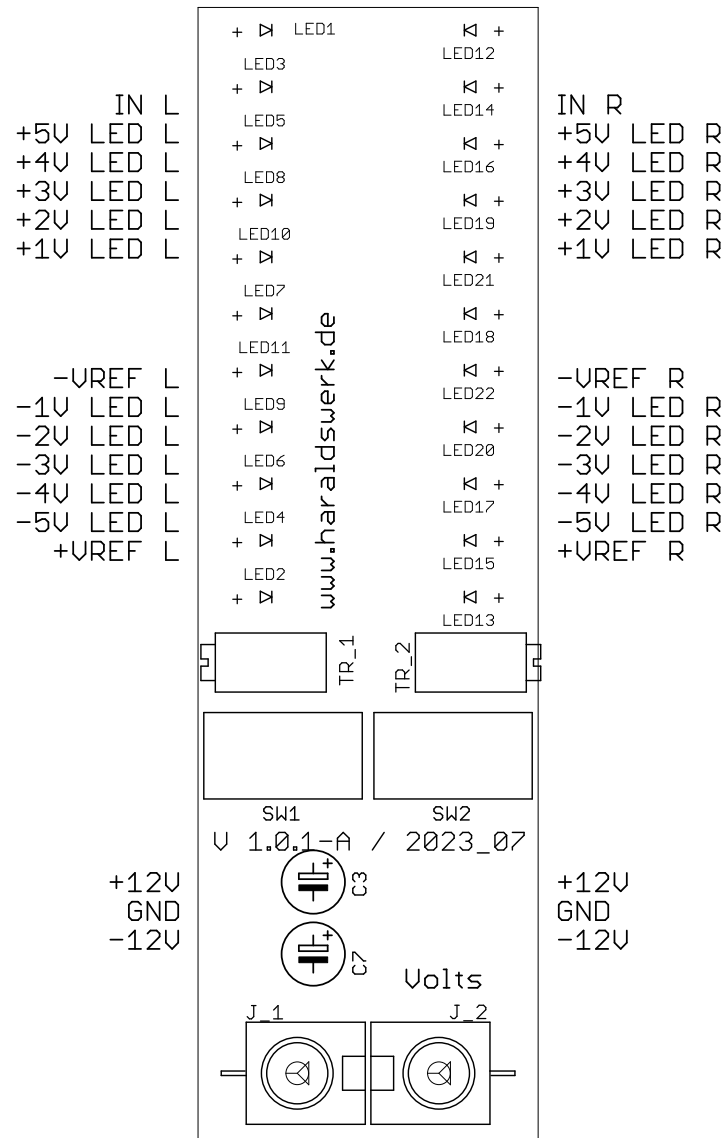 LED1
LED12
LED3
LED14
LED5
LED16
LED8
LED19
LED10
LED21
LED7
LED18
LED11
LED22
LED9
LED20
LED6
LED17
LED4
LED15
LED2
LED13
IN L
+5V LED L
+4V LED L
+3V LED L
+2V LED L
+1V LED L
-VREF L
-1V LED L
-2V LED L
-3V LED L
-4V LED L
-5V LED L
+VREF L
IN R
+5V LED R
+4V LED R
+3V LED R
+2V LED R
+1V LED R
-VREF R
-1V LED R
-2V LED R
-3V LED R
-4V LED R
-5V LED R
+VREF R
www.haraldswerk.de
TR_1
TR_2
SW1
SW2
V 1.0.1-A / 2023_07
+12V
GND
-12V
C3
C7
+12V
GND
-12V
Volts
J_1
J_2